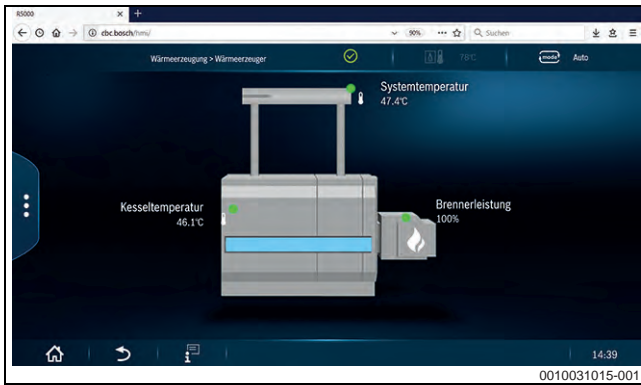 R5000
cbc.bosch/hmi/
90%
Suchen
Wärmeerzeugung > Wärmeerzeuger
78°C
mode
Auto
Systemtemperatur
47.4°C
Kesseltemperatur
46.1°C
Brennerleistung
100%
14:39
0010031015-001